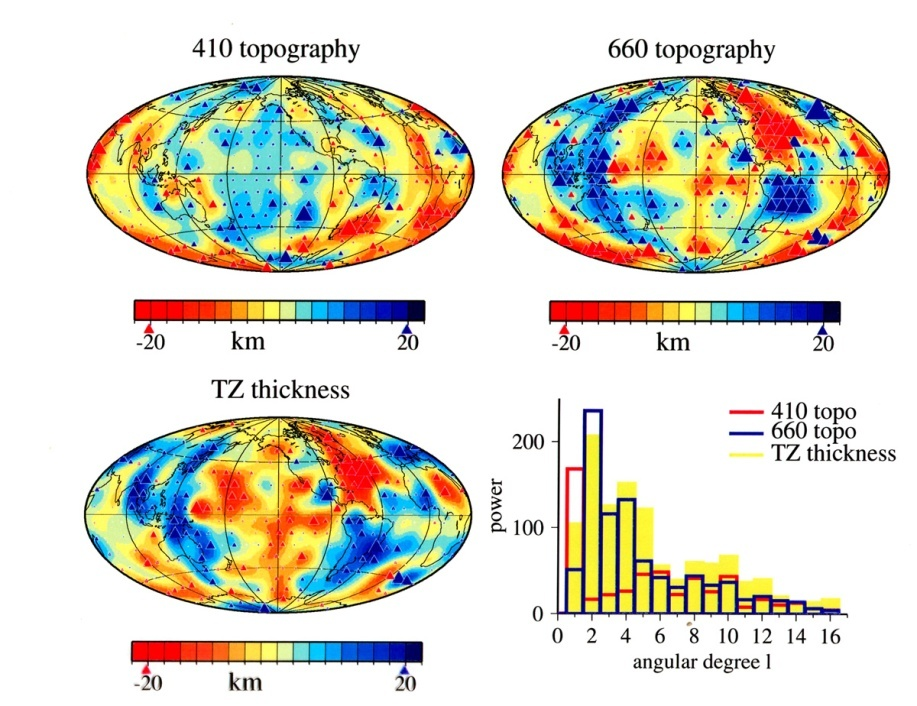 410 topography
660 topography
-20 km 20
-20 km 20
TZ thickness
-20 km 20
410 topo
660 topo
TZ thickness
200
100
0
power
0 2 4 6 8 10 12 14 16
angular degree l